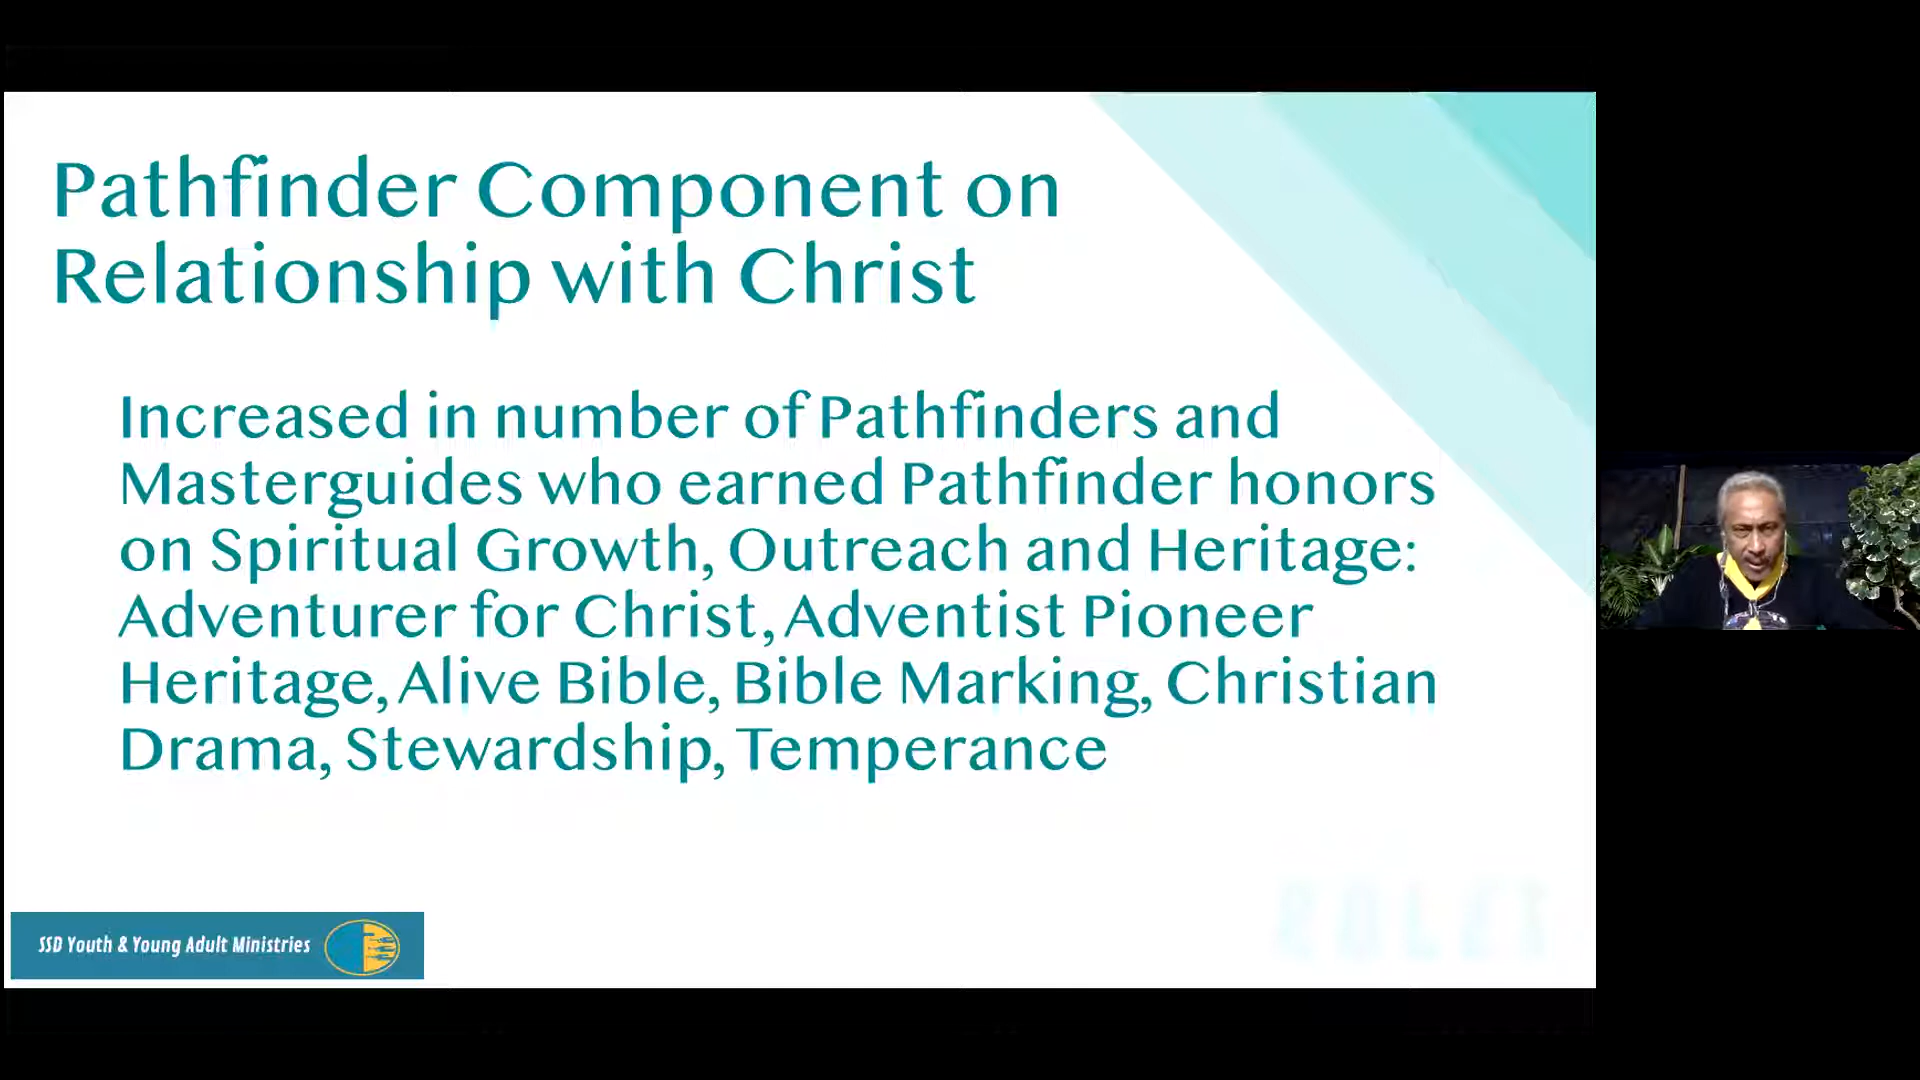 Pathfinder Component on
Relationship with Christ
Increased in number of Pathfinders and
Masterguides who earned Pathfinder honors
on Spiritual Growth, Outreach and Heritage:
Adventurer for Christ, Adventist Pioneer
Heritage, Alive Bible, Bible Marking, Christian
Drama, Stewardship, Temperance
SSD Youth & Young Adult Ministries